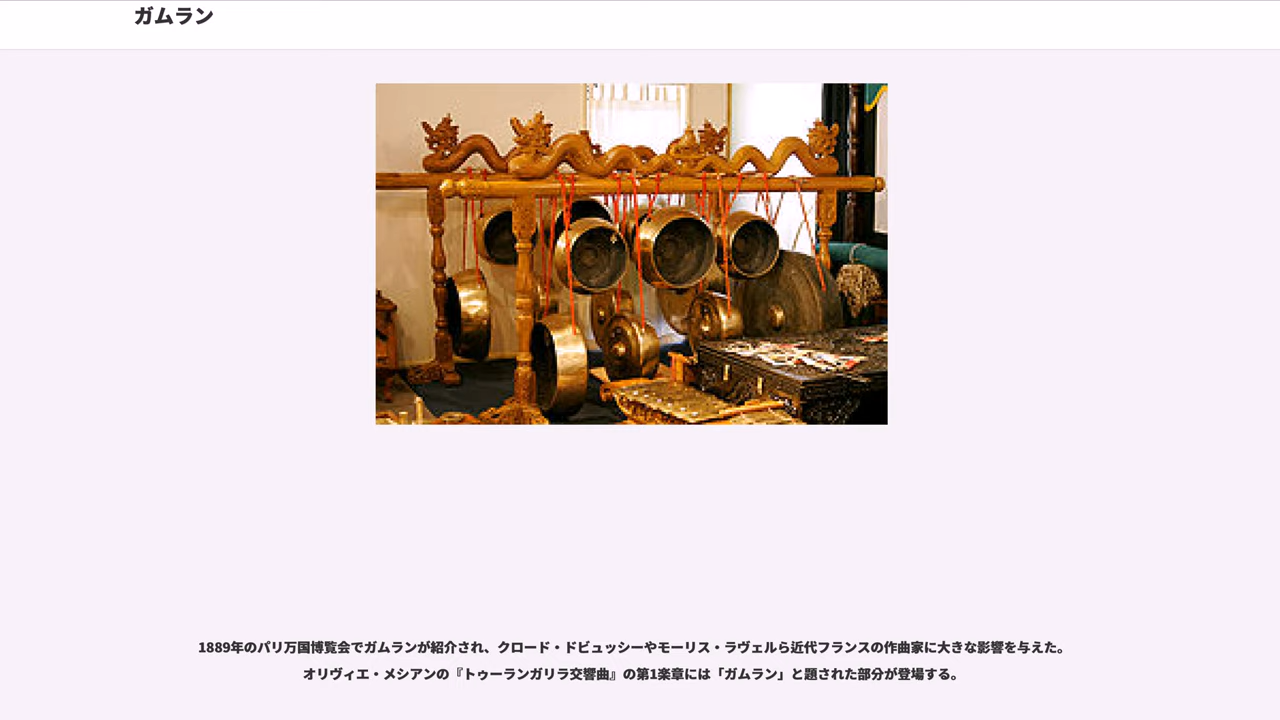 ガムラン
1889年のパリ万国博覧会でガムランが紹介され、クロード・ドビュッシーやモーリス・ラヴェルら近代フランスの作曲家に大きな影響を与えた。
オリヴィエ・メシアンの『トゥーランガリラ交響曲』の第1楽章には「ガムラン」と題された部分が登場する。